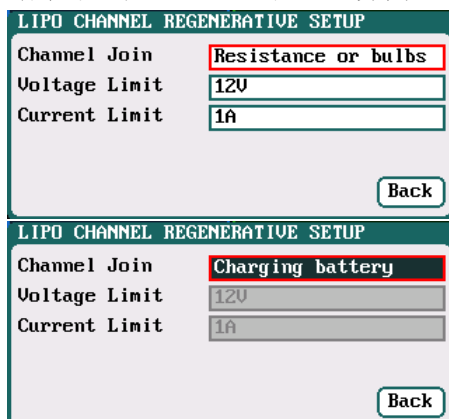 LIPO CHANNEL REGENERATIVE SETUP
Channel Join Resistance or bulbs
Voltage Limit 12V
Current Limit 1A
Back
LIPO CHANNEL REGENERATIVE SETUP
Channel Join Charging battery
Voltage Limit 12V
Current Limit 1A
Back